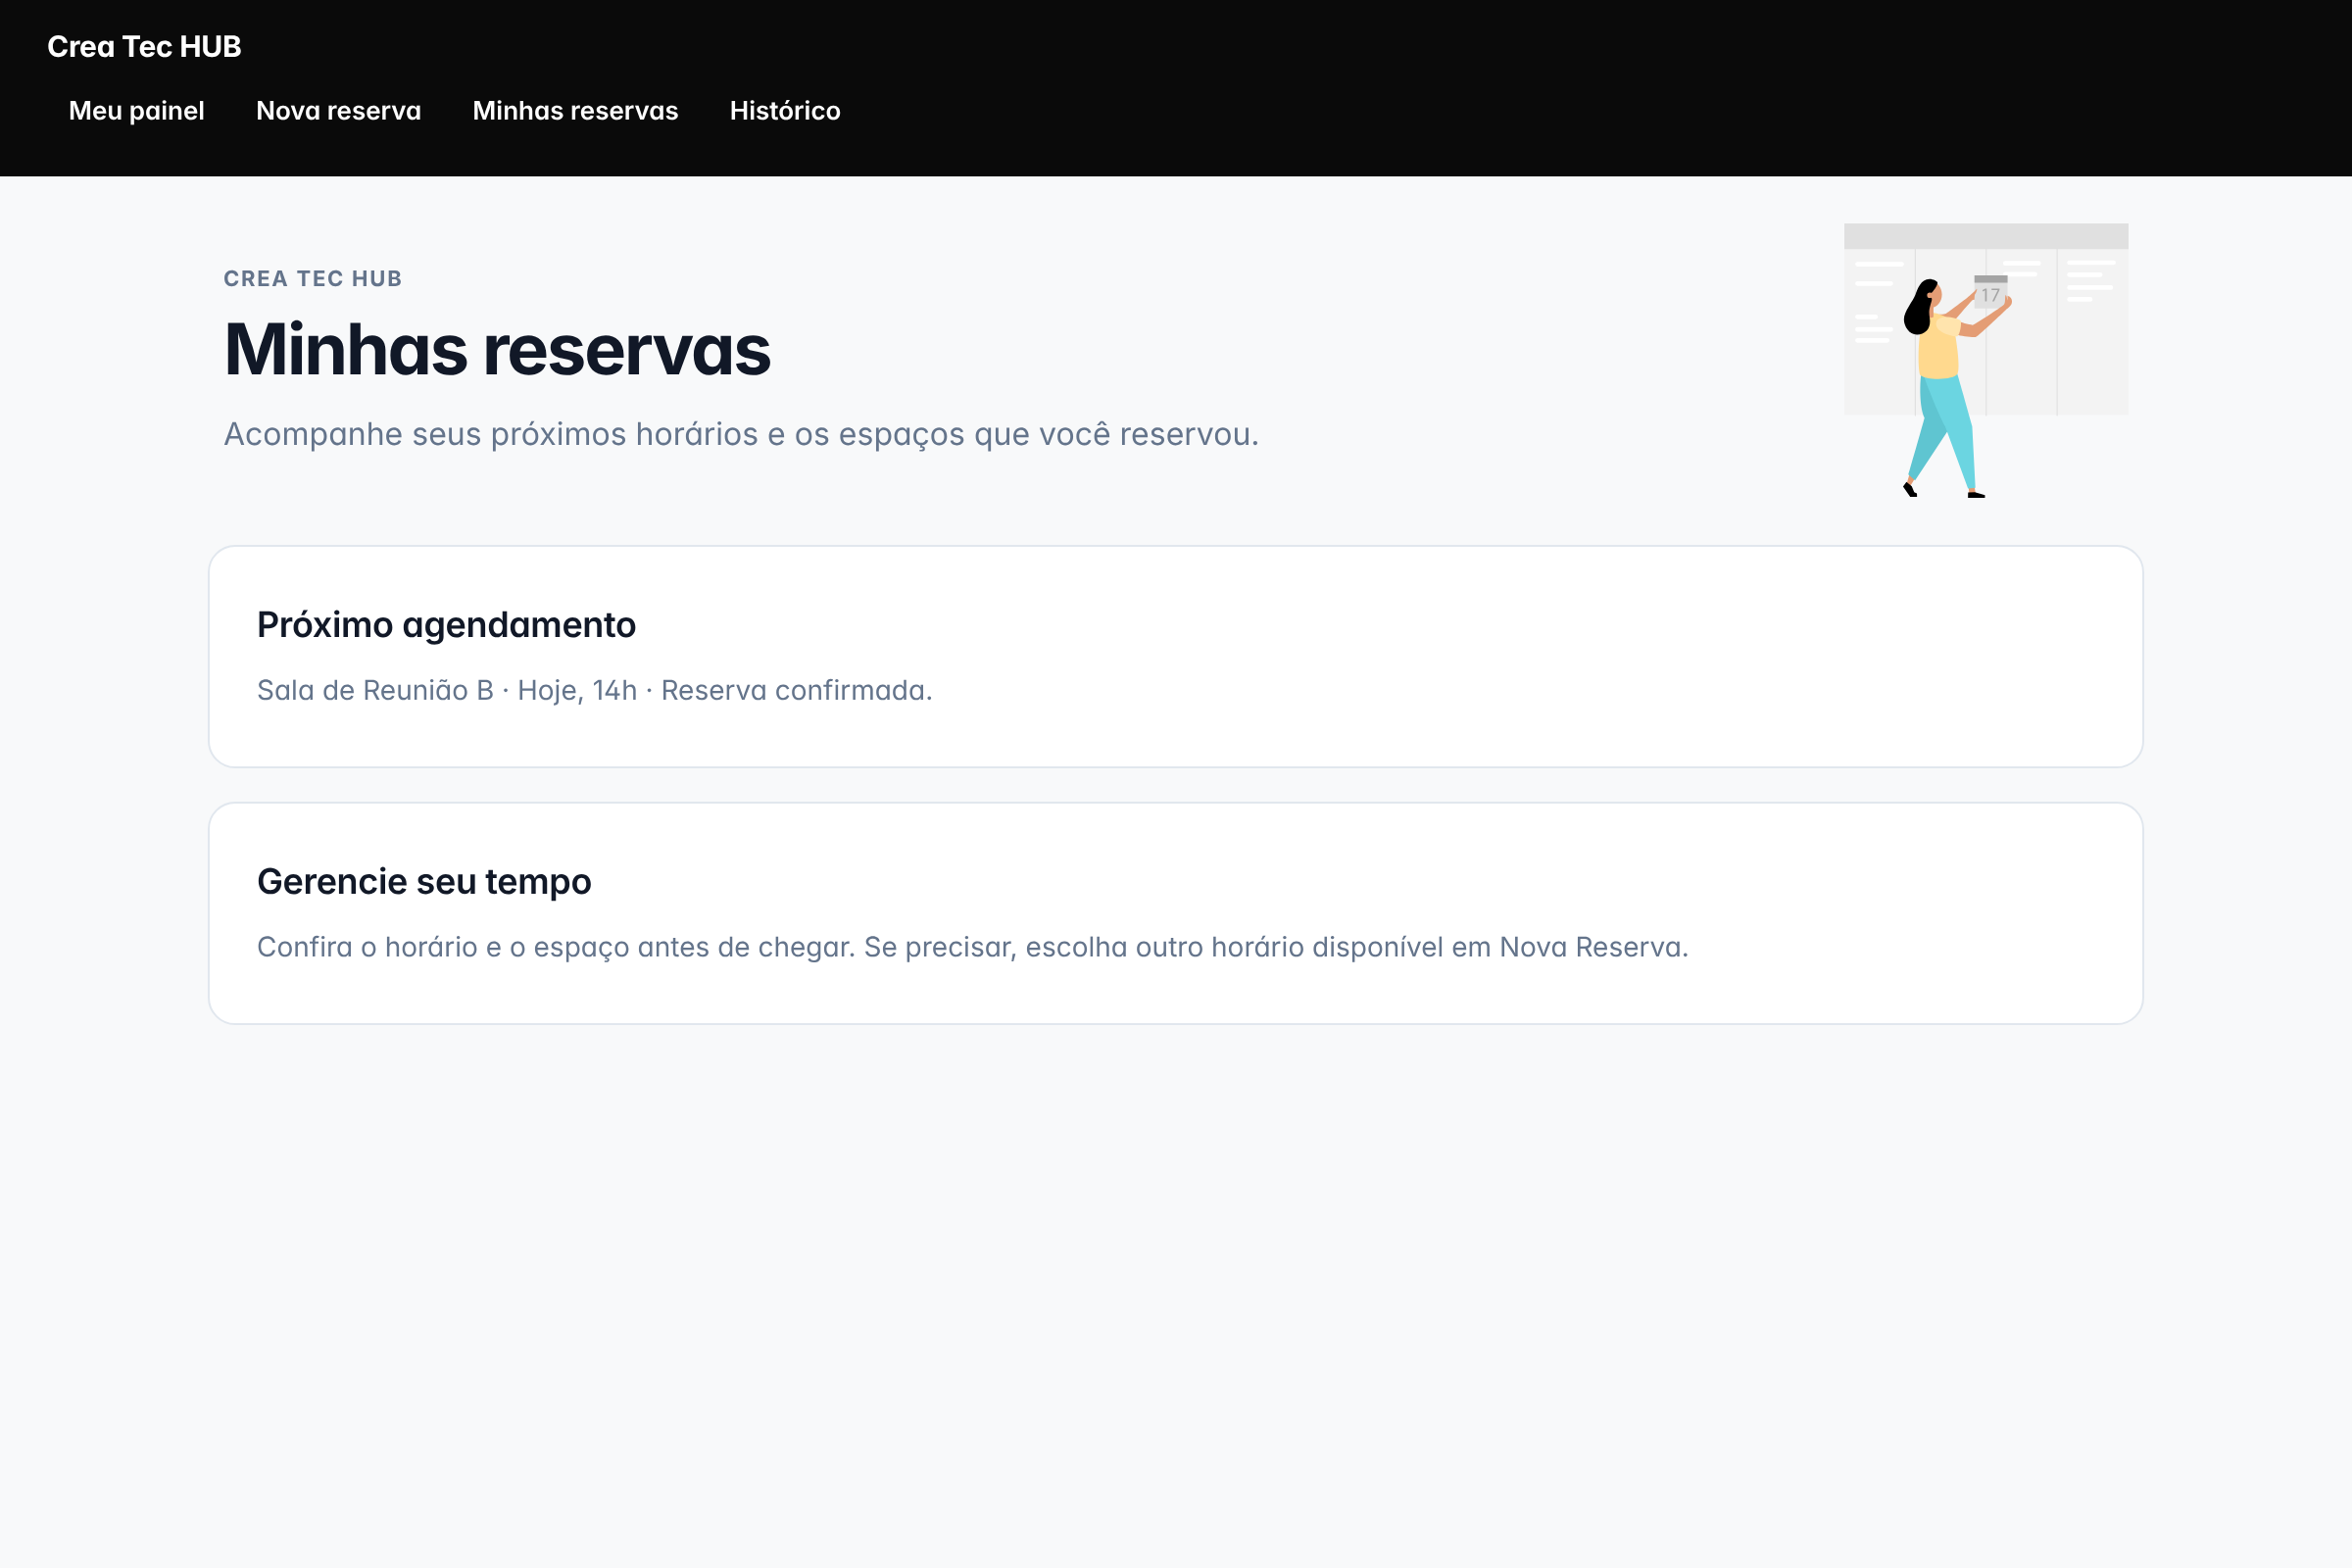 Crea Tec HUB
Meu painel Nova reserva Minhas reservas Histórico
CREA TEC HUB
Minhas reservas
Acompanhe seus próximos horários e os espaços que você reservou.
17
Próximo agendamento
Sala de Reunião B · Hoje, 14h · Reserva confirmada.
Gerencie seu tempo
Confira o horário e o espaço antes de chegar. Se precisar, escolha outro horário disponível em Nova Reserva.